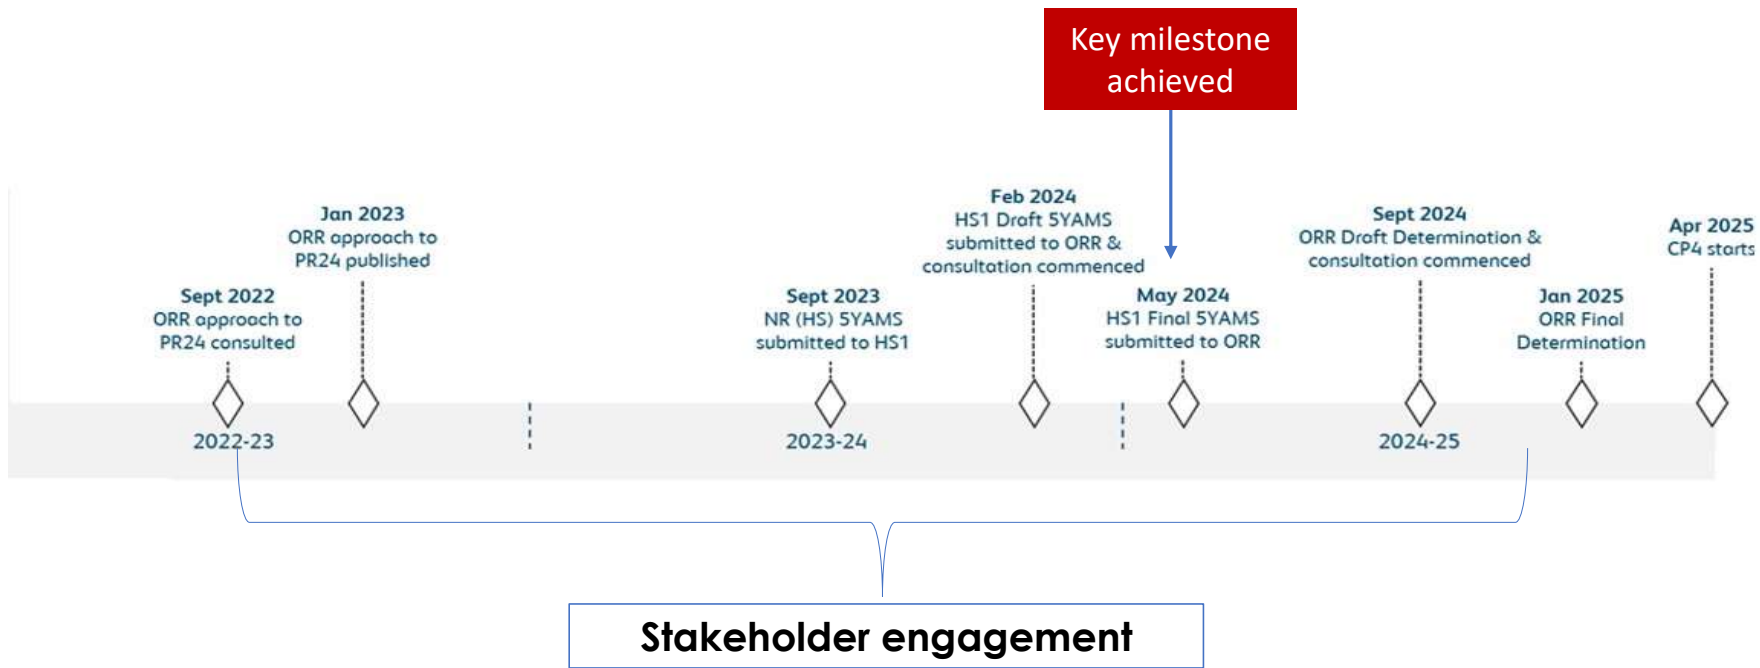 Key milestone
achieved
Sept 2022
ORR approach to
PR24 consulted
Jan 2023
ORR approach to
PR24 published
Sept 2023
NR (HS) 5YAMS
submitted to HS1
Feb 2024
HS1 Draft 5YAMS
submitted to ORR &
consultation commenced
May 2024
HS1 Final 5YAMS
submitted to ORR
Sept 2024
ORR Draft Determination &
consultation commenced
Jan 2025
ORR Final
Determination
Apr 2025
CP4 starts
2022-23
2023-24
2024-25
Stakeholder engagement